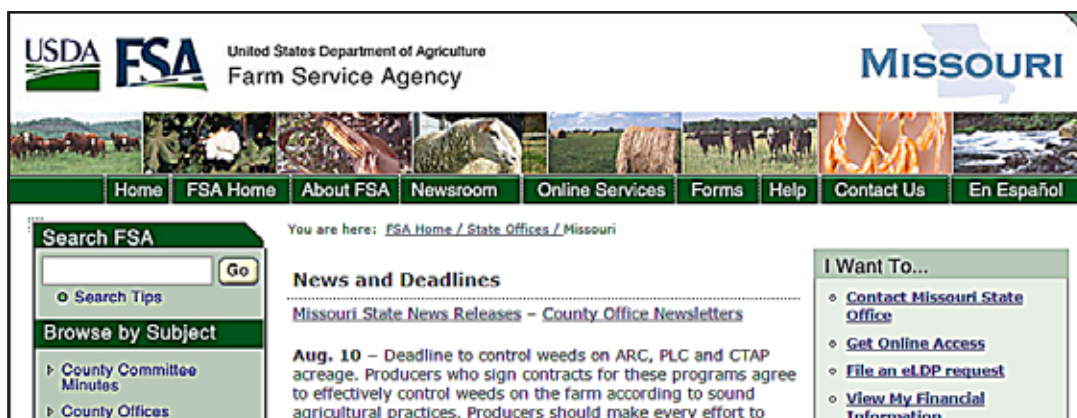 USDA
FSA
United States Department of Agriculture
Farm Service Agency
MISSOURI
Home
FSA Home
About FSA
Newsroom
Online Services
Forms
Help
Contact Us
En Español
Search FSA
Go
Search Tips
Browse by Subject
County Committee
Minutes
County Offices
You are here: FSA Home / State Offices / Missouri
News and Deadlines
Missouri State News Releases – County Office Newsletters
Aug. 10 – Deadline to control weeds on ARC, PLC and CTAP
acreage. Producers who sign contracts for these programs agree
to effectively control weeds on the farm according to sound
agricultural practices. Producers should make every effort to
I Want To...
Contact Missouri State
Office
Get Online Access
File an eLDP request
View My Financial
Information